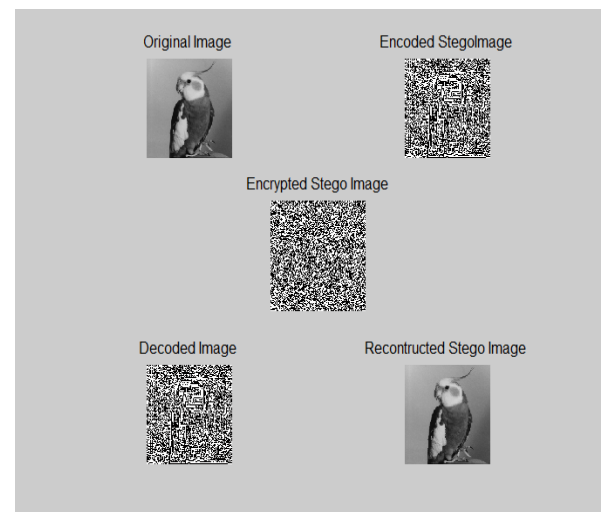 Original Image
Encoded StegoImage
Encrypted Stego Image
Decoded Image
Recontructed Stego Image